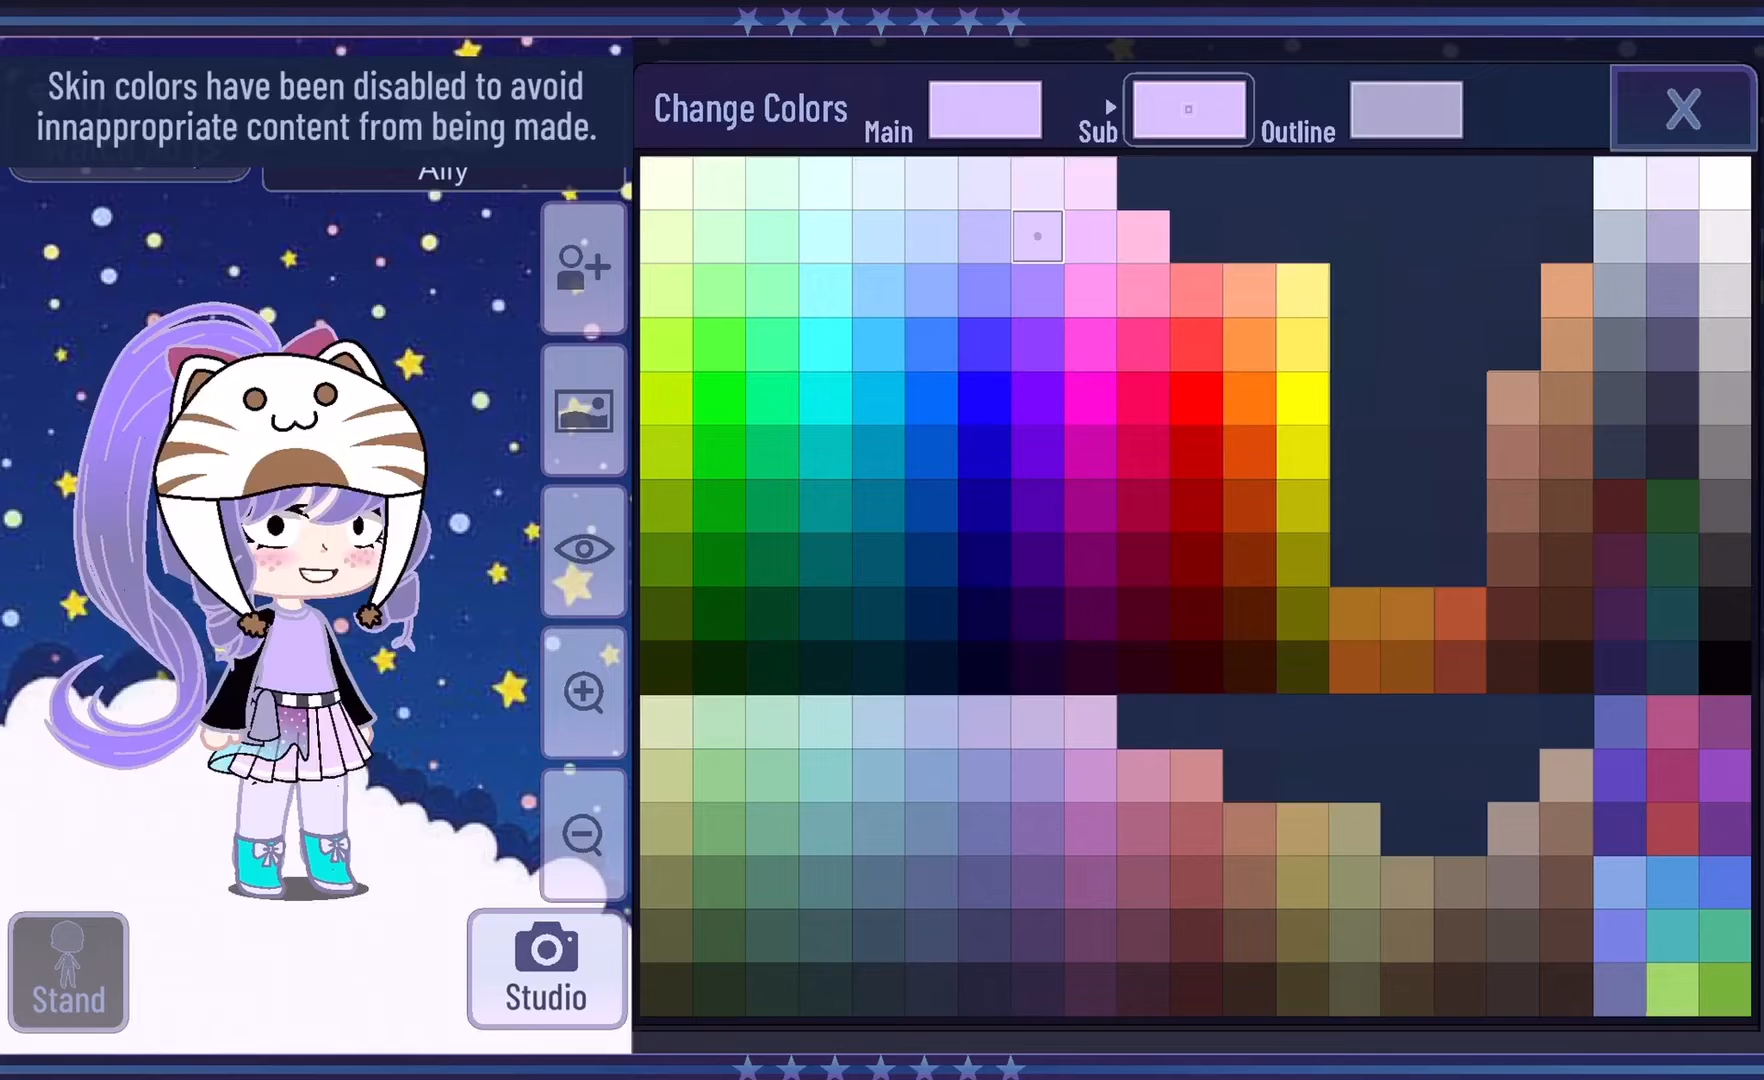 Skin colors have been disabled to avoid
innappropriate content from being made.
Ally
Change Colors
Main
Sub
Outline
X
Stand
Studio